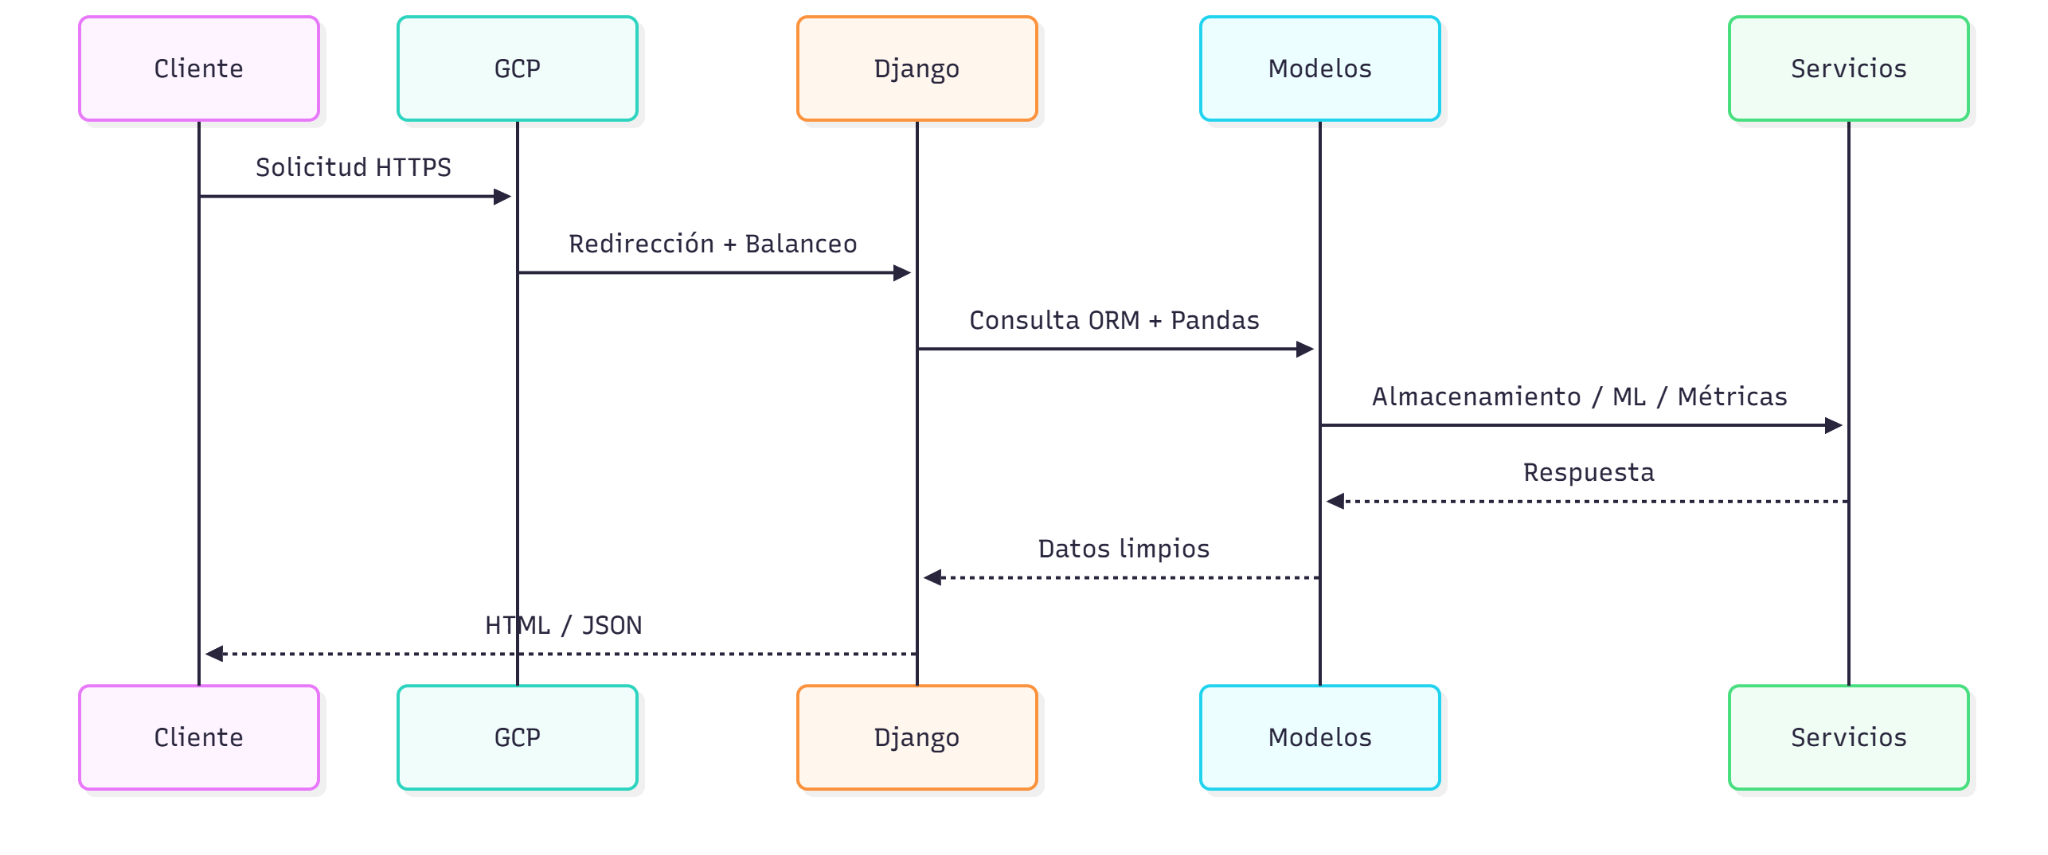 Cliente
GCP
Django
Modelos
Servicios
Solicitud HTTPS
Redirección + Balanceo
Consulta ORM + Pandas
Almacenamiento / ML / Métricas
Respuesta
Datos limpios
HTML / JSON
Cliente
GCP
Django
Modelos
Servicios